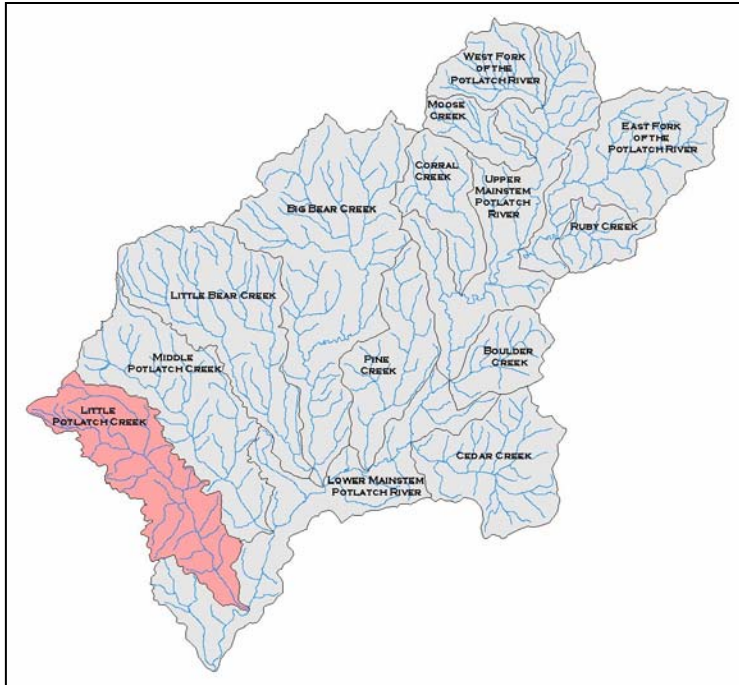 WEST FORK
OF THE
POTLATCH RIVER
MOOSE
CREEK
EAST FORK
OF THE
POTLATCH RIVER
CORRAL
CREEK
UPPER
MAINSTEM
POTLATCH
RIVER
BIG BEAR CREEK
RUBY CREEK
LITTLE BEAR CREEK
MIDDLE
POTLATCH CREEK
PINE
CREEK
BOULDER
CREEK
LITTLE
POTLATCH CREEK
CEDAR CREEK
LOWER MAINSTEM
POTLATCH RIVER